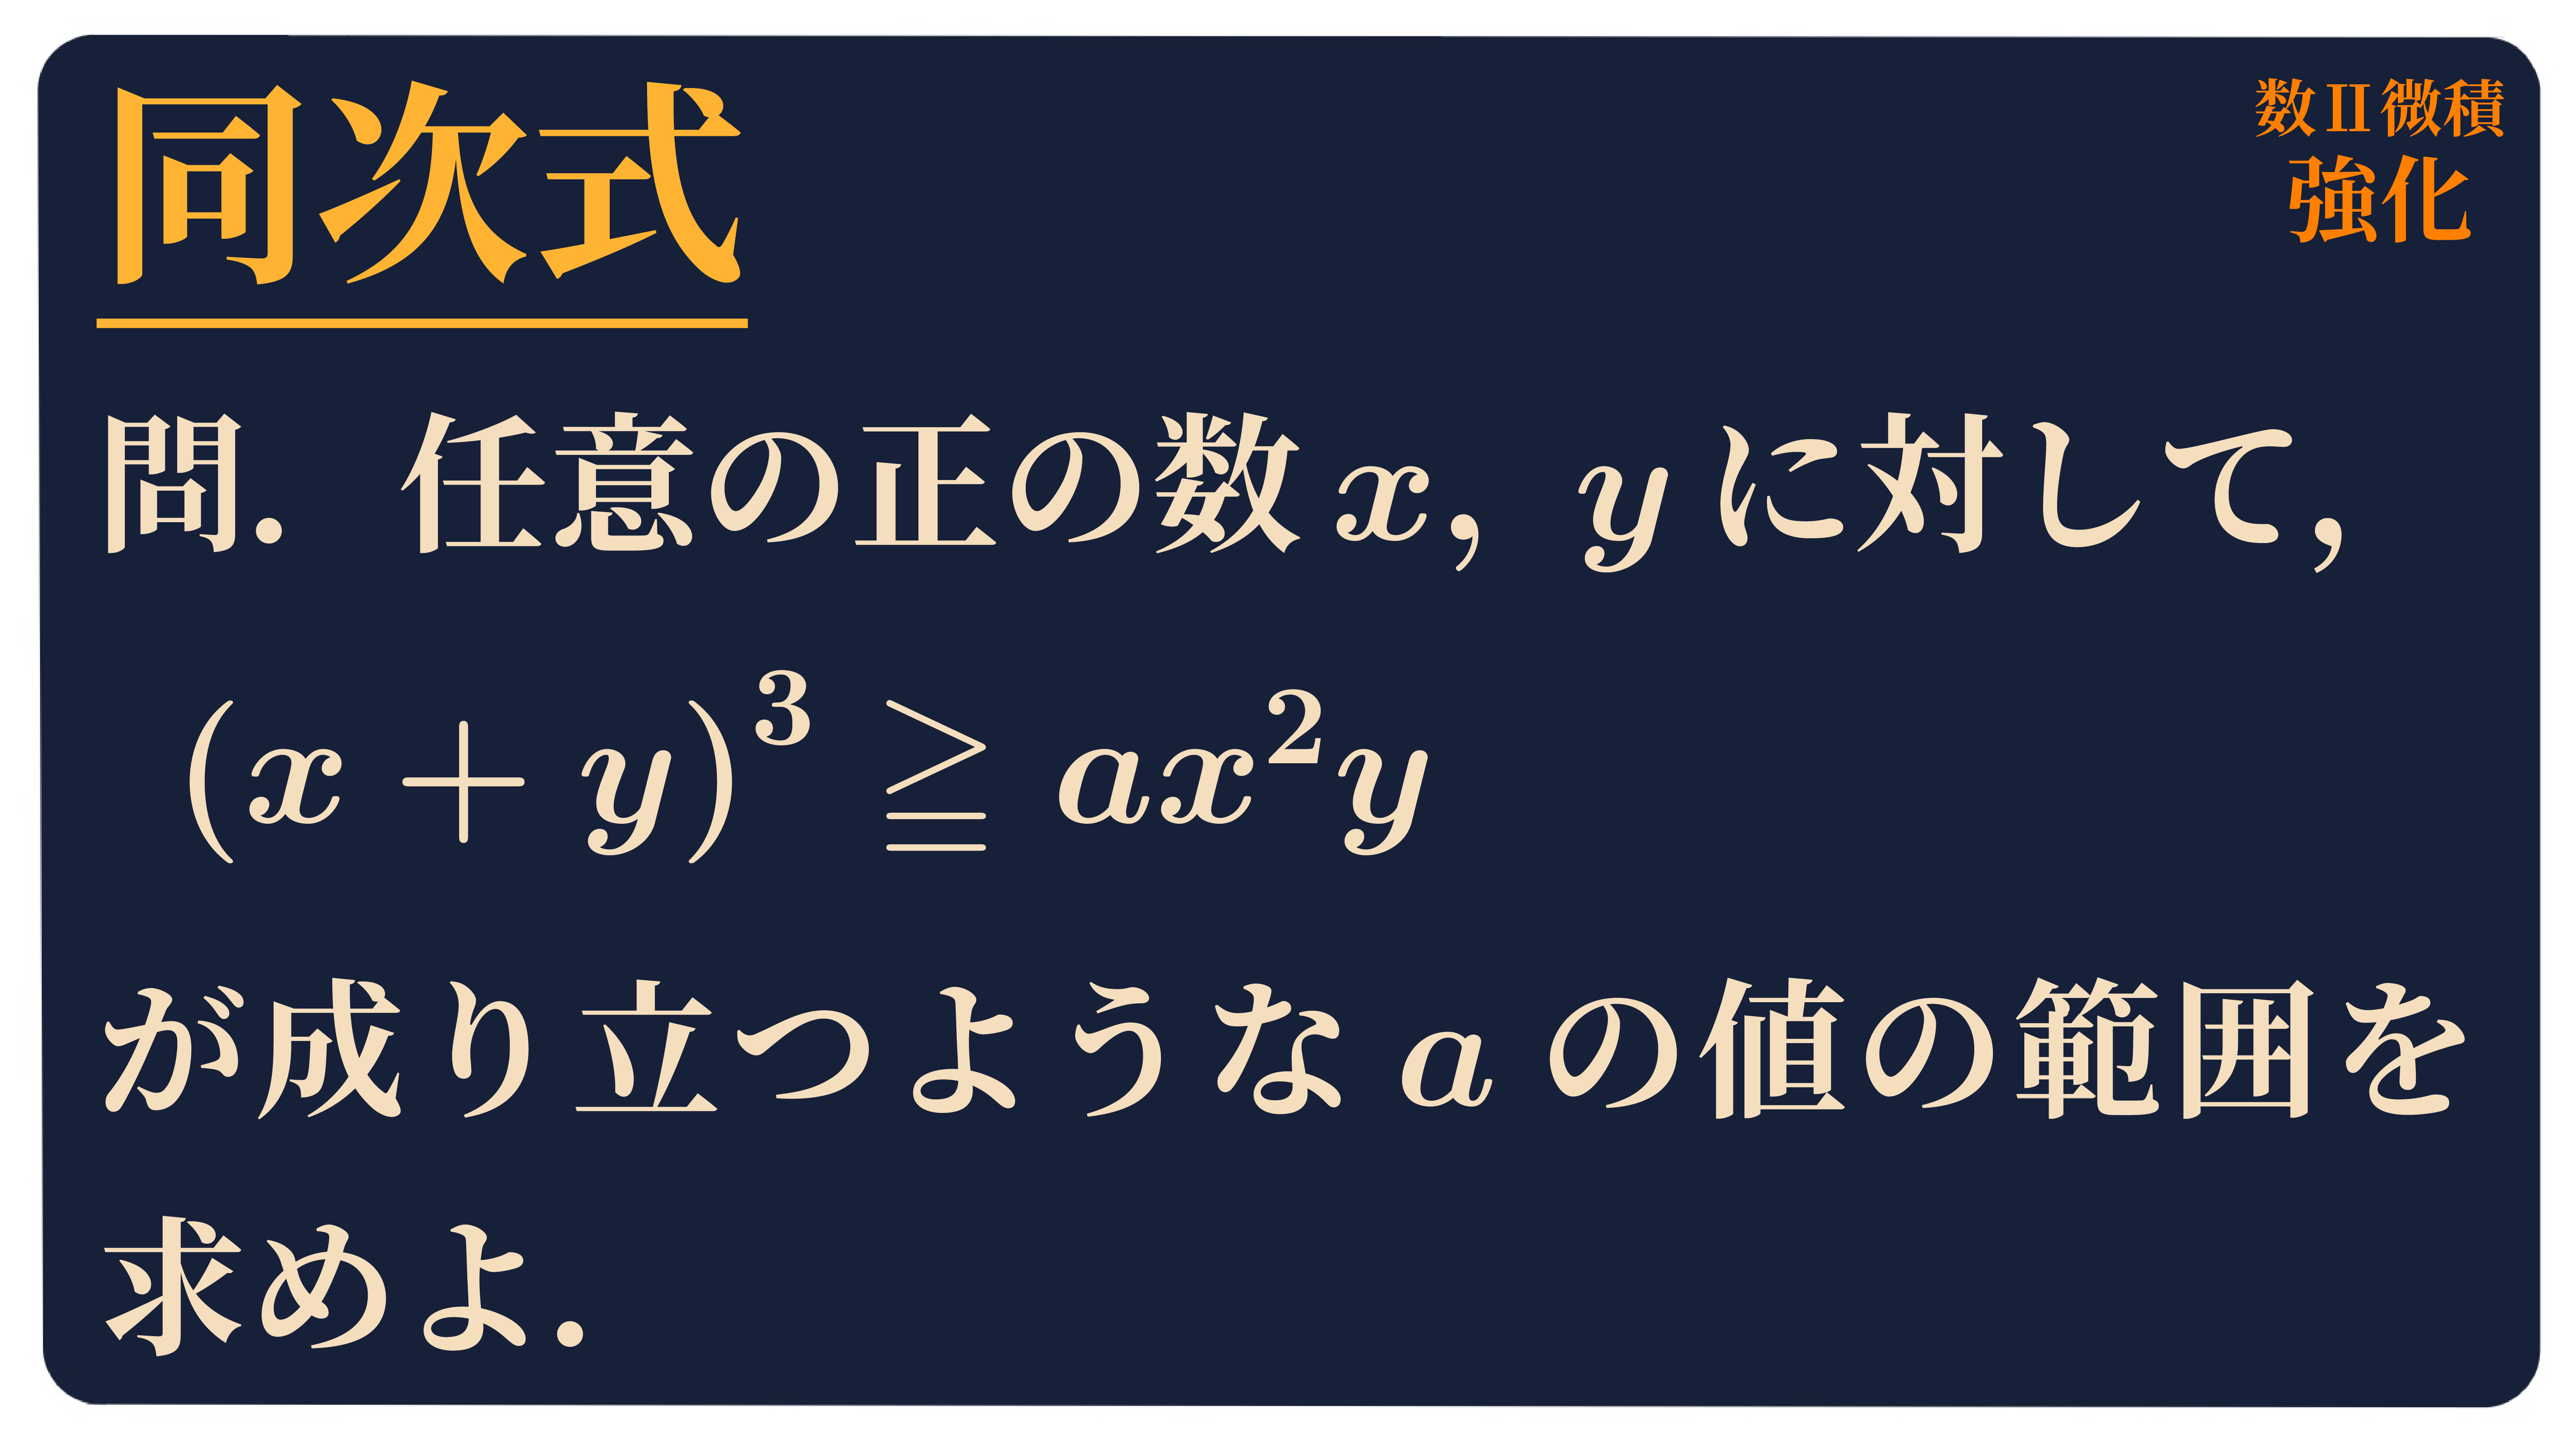 同次式
数Ⅱ微積
強化
問. 任意の正の数 x, y に対して,
(x + y)³ ≧ ax²y
が成り立つような a の値の範囲を
求めよ.